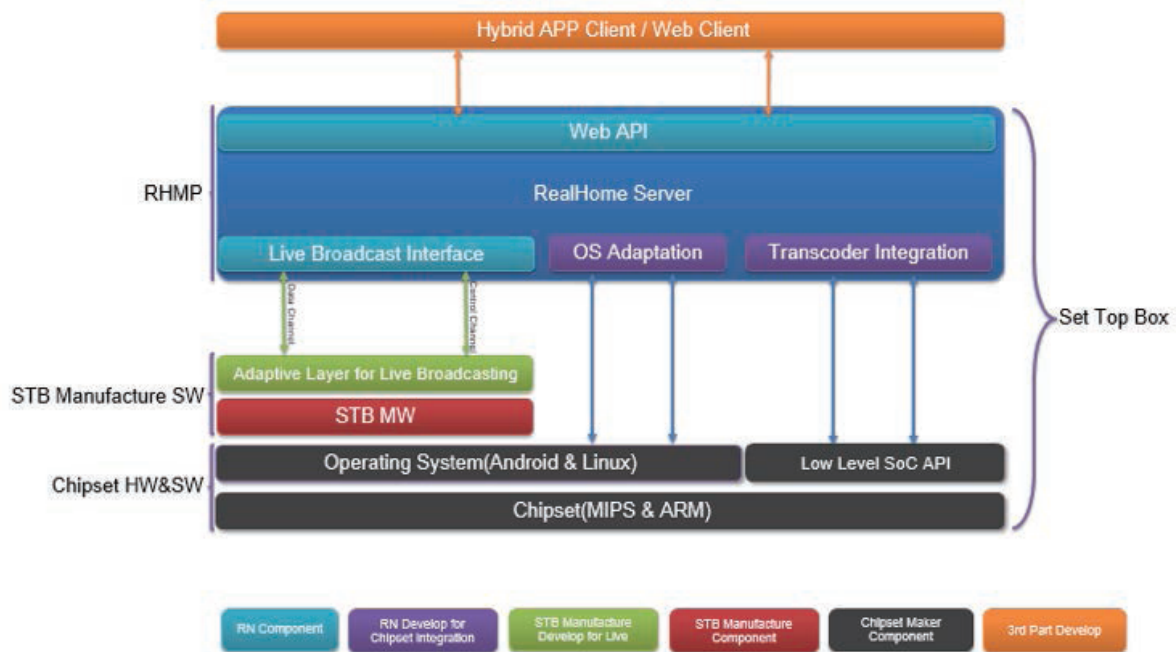 Hybrid APP Client / Web Client
Web API
RHMP
RealHome Server
Live Broadcast Interface
OS Adaptation
Transcoder Integration
Data Channel
Control Channel
Set Top Box
Adaptive Layer for Live Broadcasting
STB Manufacture SW
STB MW
Operating System(Android & Linux)
Low Level SoC API
Chipset HW&SW
Chipset(MIPS & ARM)
RN Component
RN Develop for
Chipset Integration
STB Manufacture
Develop for Live
STB Manufacture
Component
Chipset Maker
Component
3rd Part Develop